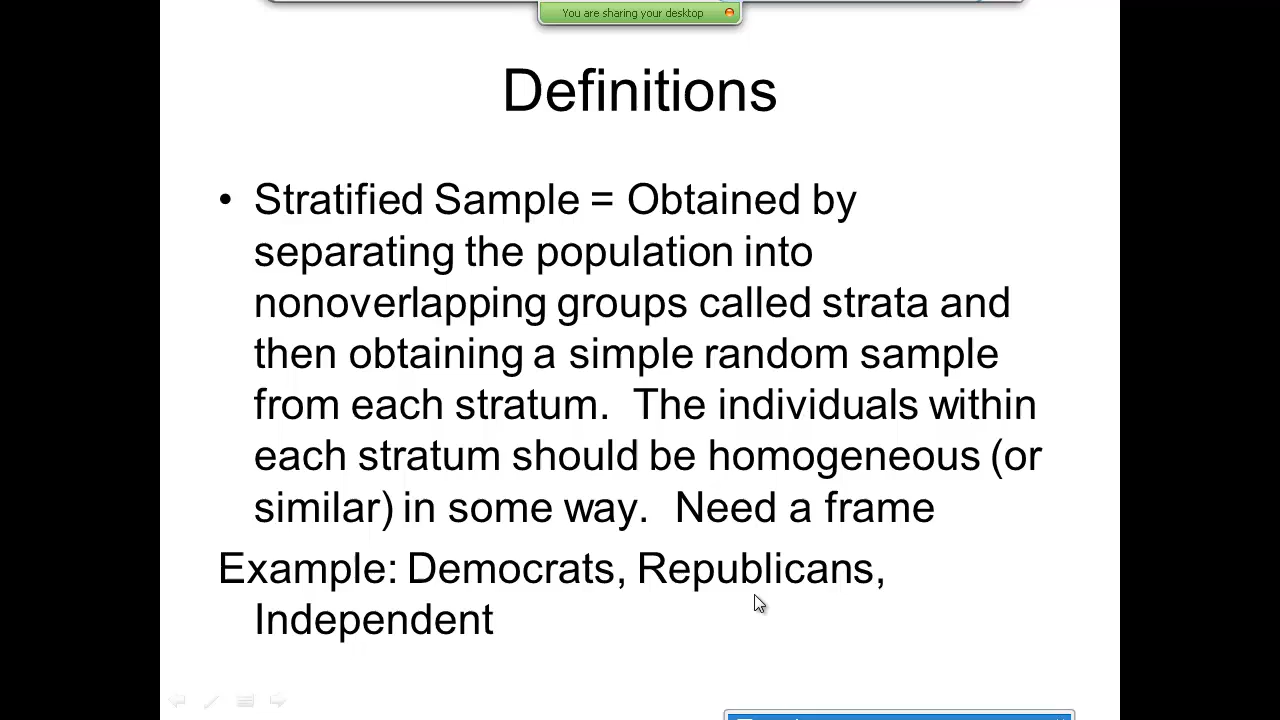 You are sharing your desktop
Definitions
• Stratified Sample = Obtained by
separating the population into
nonoverlapping groups called strata and
then obtaining a simple random sample
from each stratum.  The individuals within
each stratum should be homogeneous (or
similar) in some way.  Need a frame
Example: Democrats, Republicans,
Independent